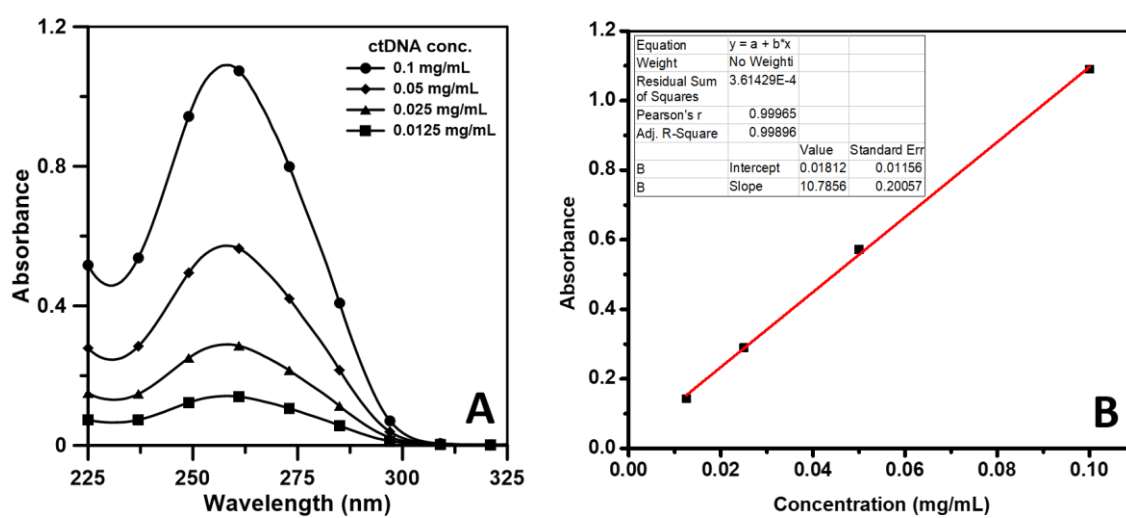 1.2
0.8
0.4
0
Absorbance
ctDNA conc.
0.1 mg/mL
0.05 mg/mL
0.025 mg/mL
0.0125 mg/mL
A
225 250 275 300 325
Wavelength (nm)
1.2
1.0
0.8
0.6
0.4
0.2
0.0
Absorbance
Equation y = a + b*x
Weight No Weighti
Residual Sum of Squares 3.61429E-4
Pearson's r 0.99965
Adj. R-Square 0.99896
Value Standard Err
B Intercept 0.01812 0.01156
B Slope 10.7856 0.20057
B
0.00 0.02 0.04 0.06 0.08 0.10
Concentration (mg/mL)